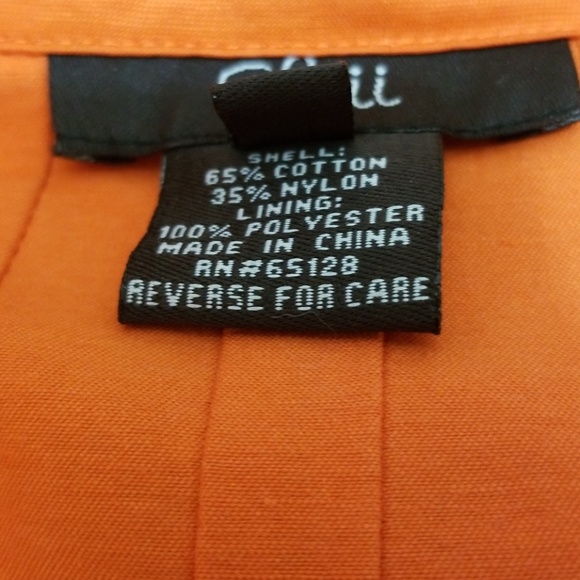 SHELL:
65% COTTON
35% NYLON
LINING:
100% POLYESTER
MADE IN CHINA
RN#65128
REVERSE FOR CARE